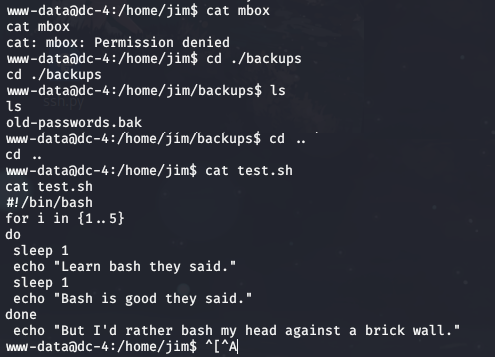 www-data@dc-4:/home/jim$ cat mbox
cat mbox
cat: mbox: Permission denied
www-data@dc-4:/home/jim$ cd ./backups
cd ./backups
www-data@dc-4:/home/jim/backups$ ls
ls
old-passwords.bak
www-data@dc-4:/home/jim/backups$ cd ..
cd ..
www-data@dc-4:/home/jim$ cat test.sh
cat test.sh
#!/bin/bash
for i in {1..5}
do
 sleep 1
 echo "Learn bash they said."
 sleep 1
 echo "Bash is good they said."
done
 echo "But I'd rather bash my head against a brick wall."
www-data@dc-4:/home/jim$ ^[^A